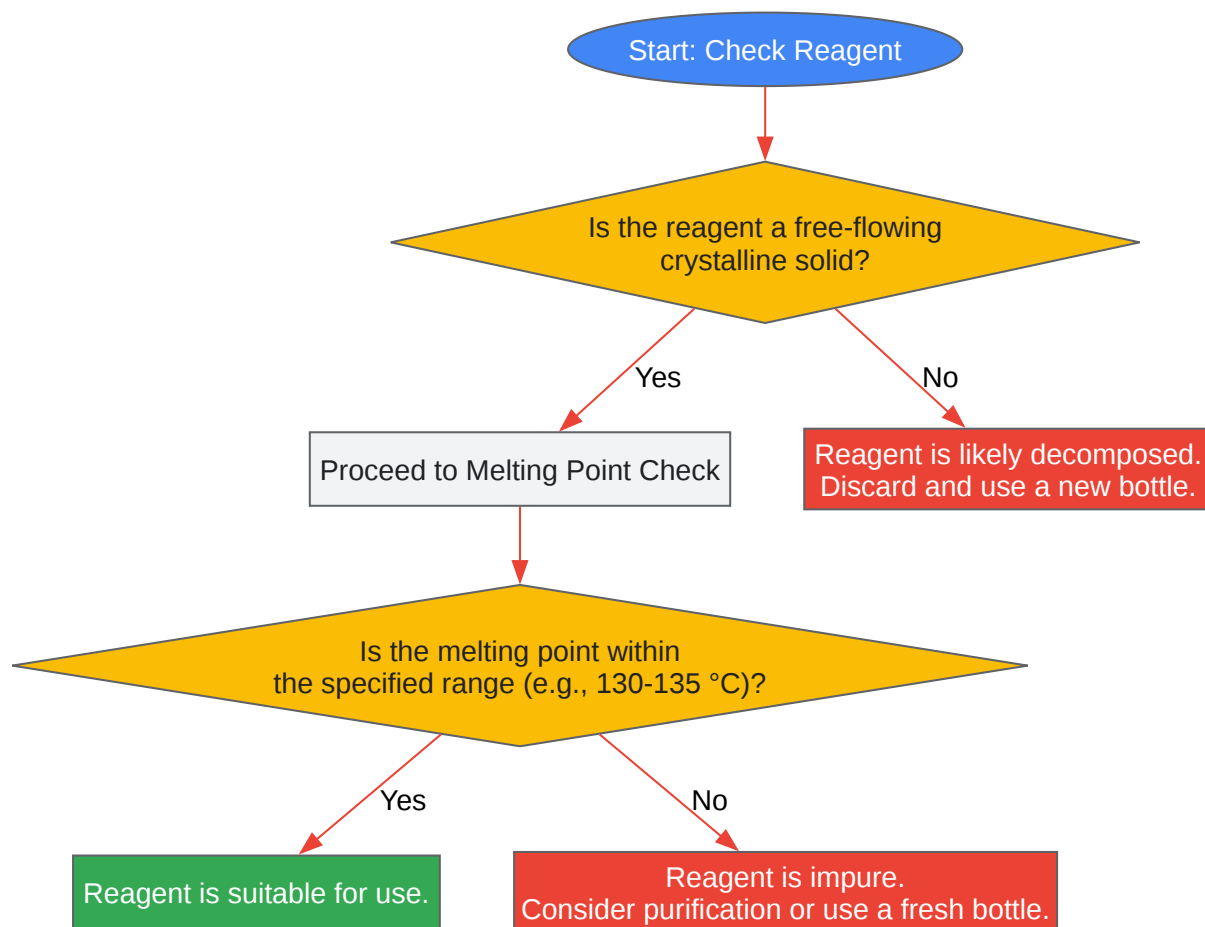 Start: Check Reagent
Is the reagent a free-flowing
crystalline solid?
Yes
No
Proceed to Melting Point Check
Reagent is likely decomposed.
Discard and use a new bottle.
Is the melting point within
the specified range (e.g., 130-135 °C)?
Yes
No
Reagent is suitable for use.
Reagent is impure.
Consider purification or use a fresh bottle.